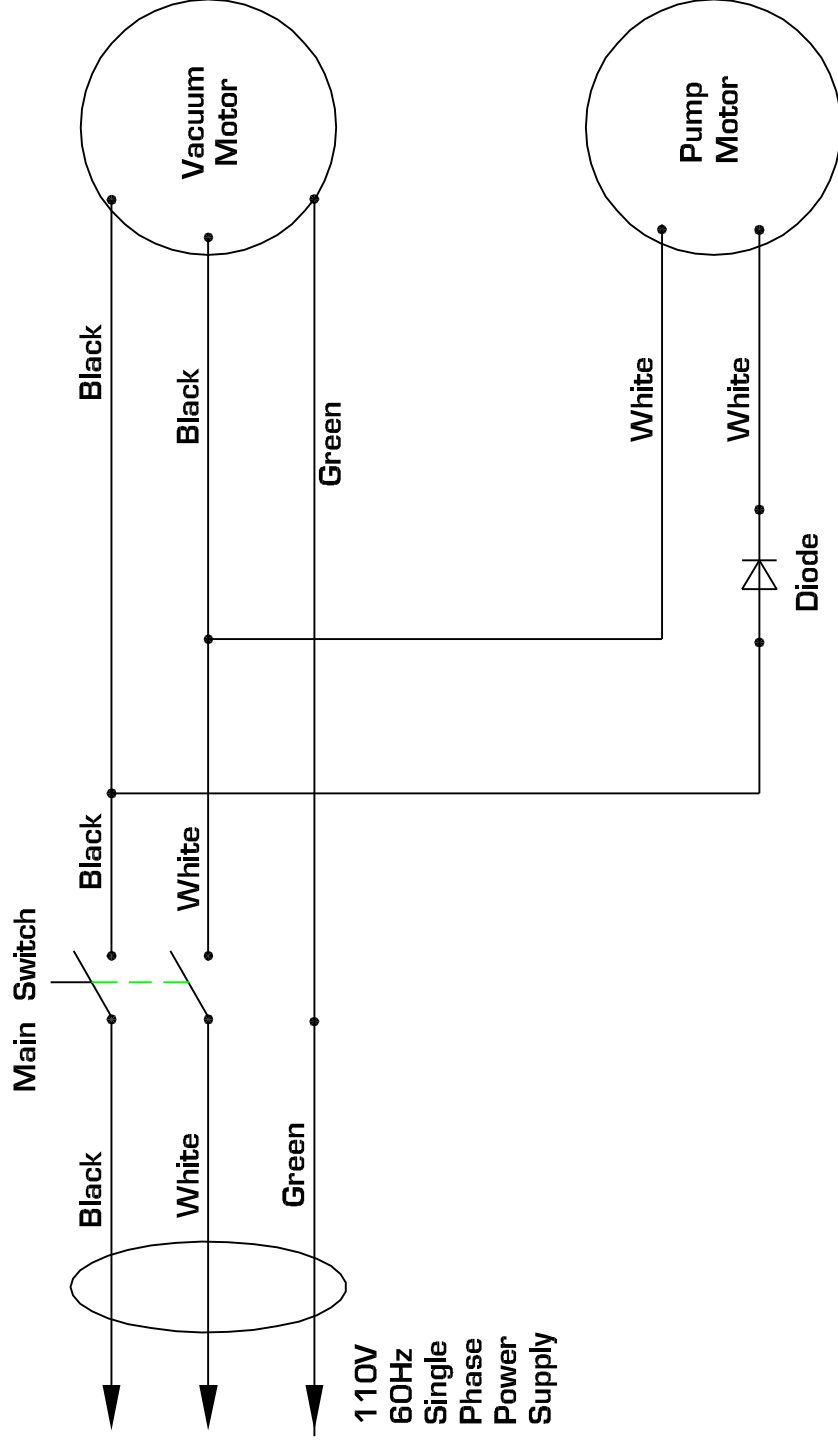 Main Switch
Black
White
Green
Black
White
Black
Black
Green
Vacuum
Motor
White
White
Diode
Pump
Motor
110V
60Hz
Single
Phase
Power
Supply